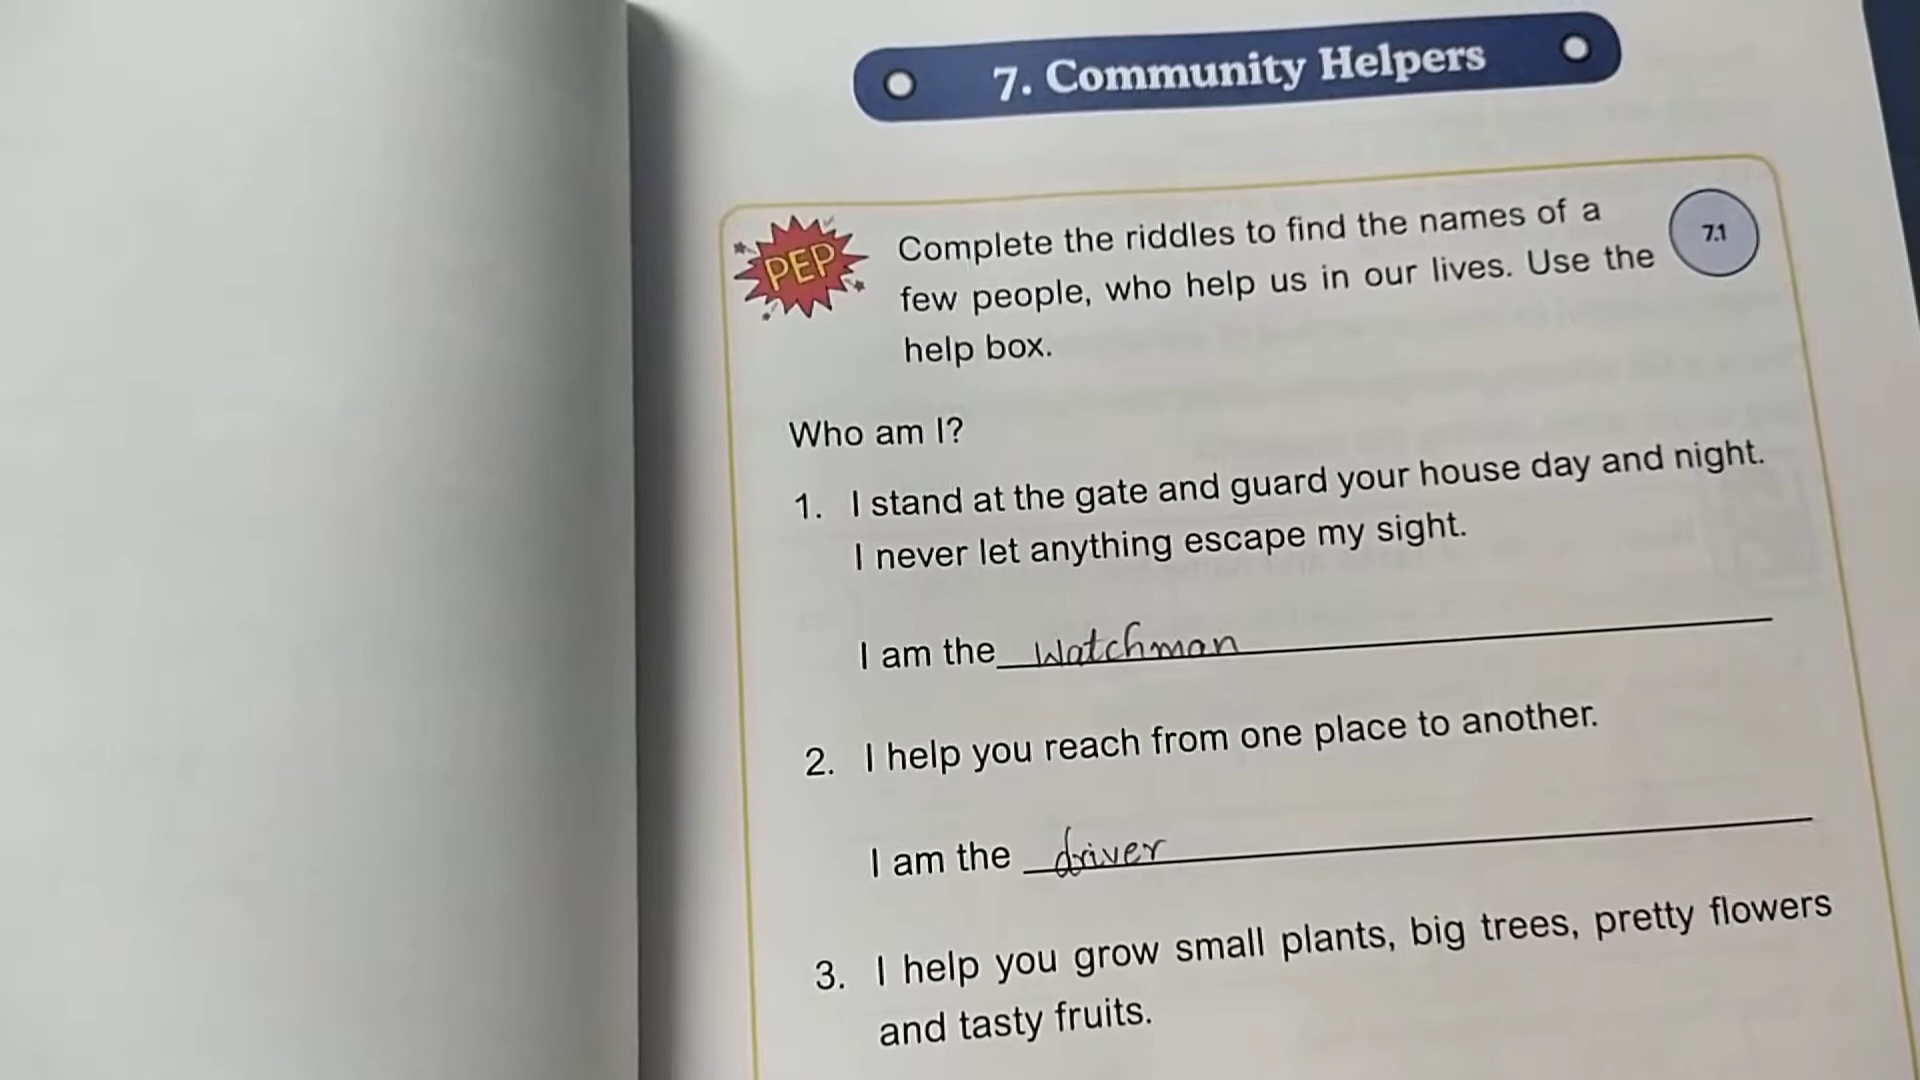 7. Community Helpers
PEP
Complete the riddles to find the names of a
few people, who help us in our lives. Use the
help box.
7.1
Who am I?
1. I stand at the gate and guard your house day and night.
I never let anything escape my sight.
I am the watchman
2. I help you reach from one place to another.
I am the driver
3. I help you grow small plants, big trees, pretty flowers
and tasty fruits.